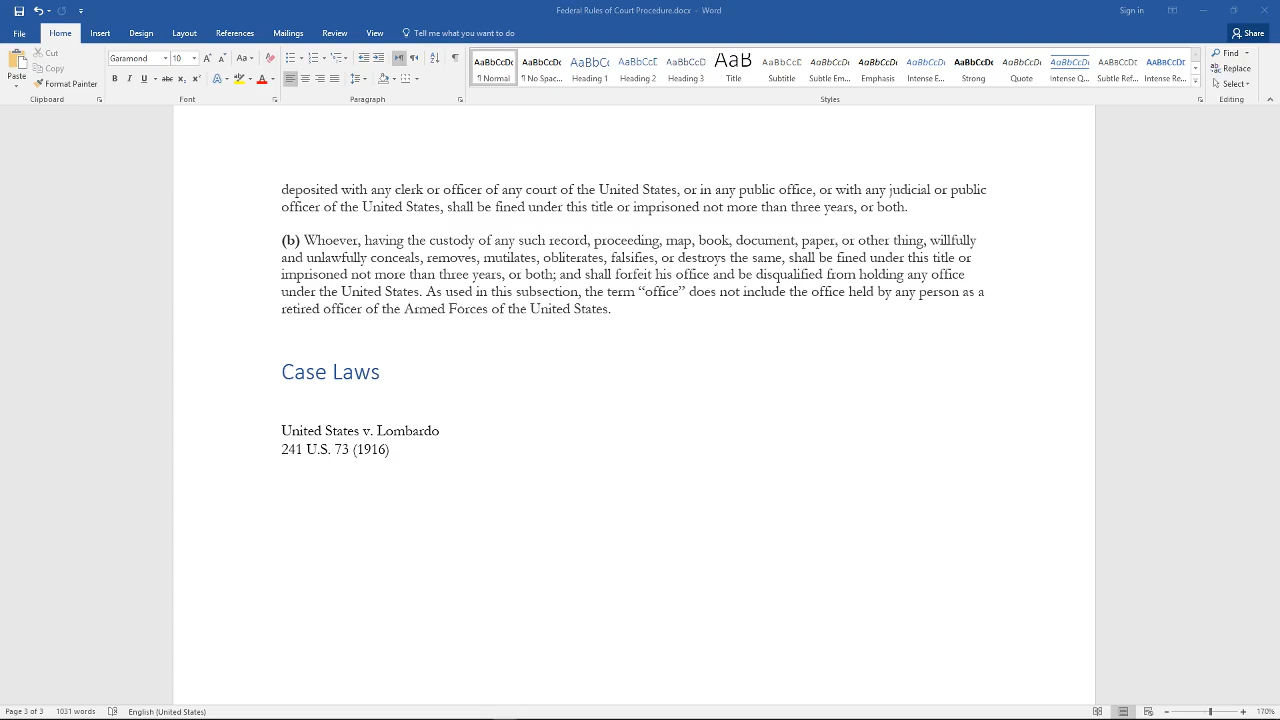 Federal Rules of Court Procedure.docx - Word
Sign in
File Home Insert Design Layout References Mailings Review View Tell me what you want to do Share
Paste
Cut
Copy
Format Painter
Clipboard
Garamond 10
Font
Paragraph
AaBbCcDc AaBbCcDc AaBbCc AaBbCcC AaBbCcD AaB AaBbCcC AaBbCcDc AaBbCcDc AaBbCcDc AaBbCcDc AaBbCcDc AaBbCcDc AaBbCcDc AaBbCcDc
¶ Normal ¶ No Spac... Heading 1 Heading 2 Heading 3 Title Subtitle Subtle Em... Emphasis Intense E... Strong Quote Intense Q... Subtle Ref... Intense Re...
Styles
Find
Replace
Select
Editing
deposited with any clerk or officer of any court of the United States, or in any public office, or with any judicial or public
officer of the United States, shall be fined under this title or imprisoned not more than three years, or both.
(b) Whoever, having the custody of any such record, proceeding, map, book, document, paper, or other thing, willfully
and unlawfully conceals, removes, mutilates, obliterates, falsifies, or destroys the same, shall be fined under this title or
imprisoned not more than three years, or both; and shall forfeit his office and be disqualified from holding any office
under the United States. As used in this subsection, the term “office” does not include the office held by any person as a
retired officer of the Armed Forces of the United States.
Case Laws
United States v. Lombardo
241 U.S. 73 (1916)
Page 3 of 3 1031 words English (United States) 170%